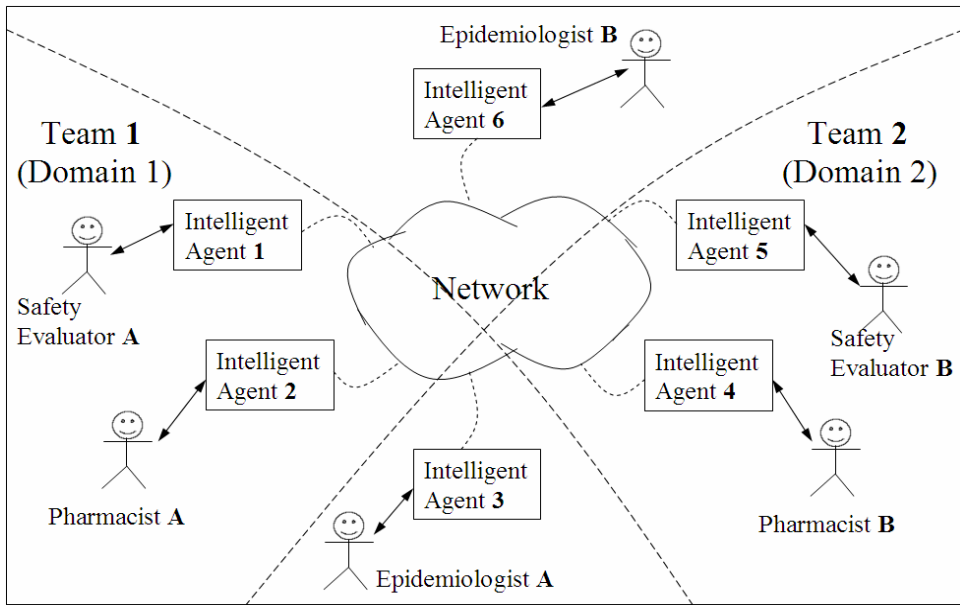 Epidemiologist B
Intelligent
Agent 6
Team 1
(Domain 1)
Team 2
(Domain 2)
Intelligent
Agent 1
Intelligent
Agent 5
Network
Safety
Evaluator A
Safety
Evaluator B
Intelligent
Agent 2
Intelligent
Agent 4
Pharmacist A
Intelligent
Agent 3
Pharmacist B
Epidemiologist A